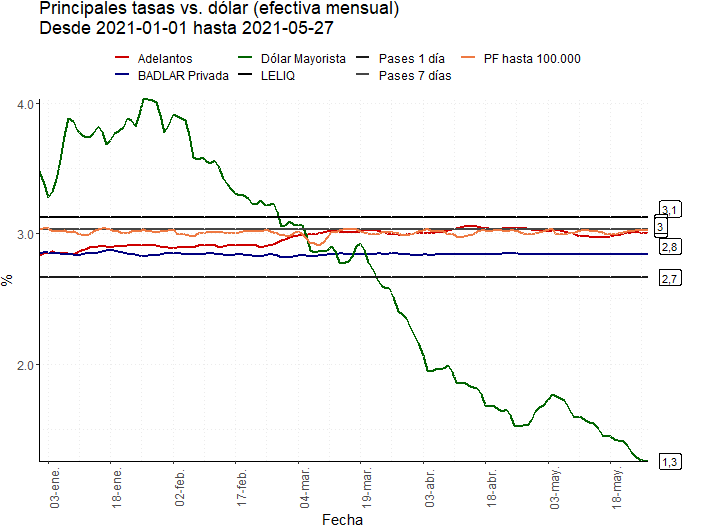 Principales tasas vs. dólar (efectiva mensual)
Desde 2021-01-01 hasta 2021-05-27
Adelantos Dólar Mayorista Pases 1 día PF hasta 100.000
BADLAR Privada LELIQ Pases 7 días
4.0
3.0
2.0
%
3,1
3
2,8
2,7
1,3
03-ene. 18-ene. 02-feb. 17-feb. 04-mar. 19-mar. 03-abr. 18-abr. 03-may. 18-may.
Fecha